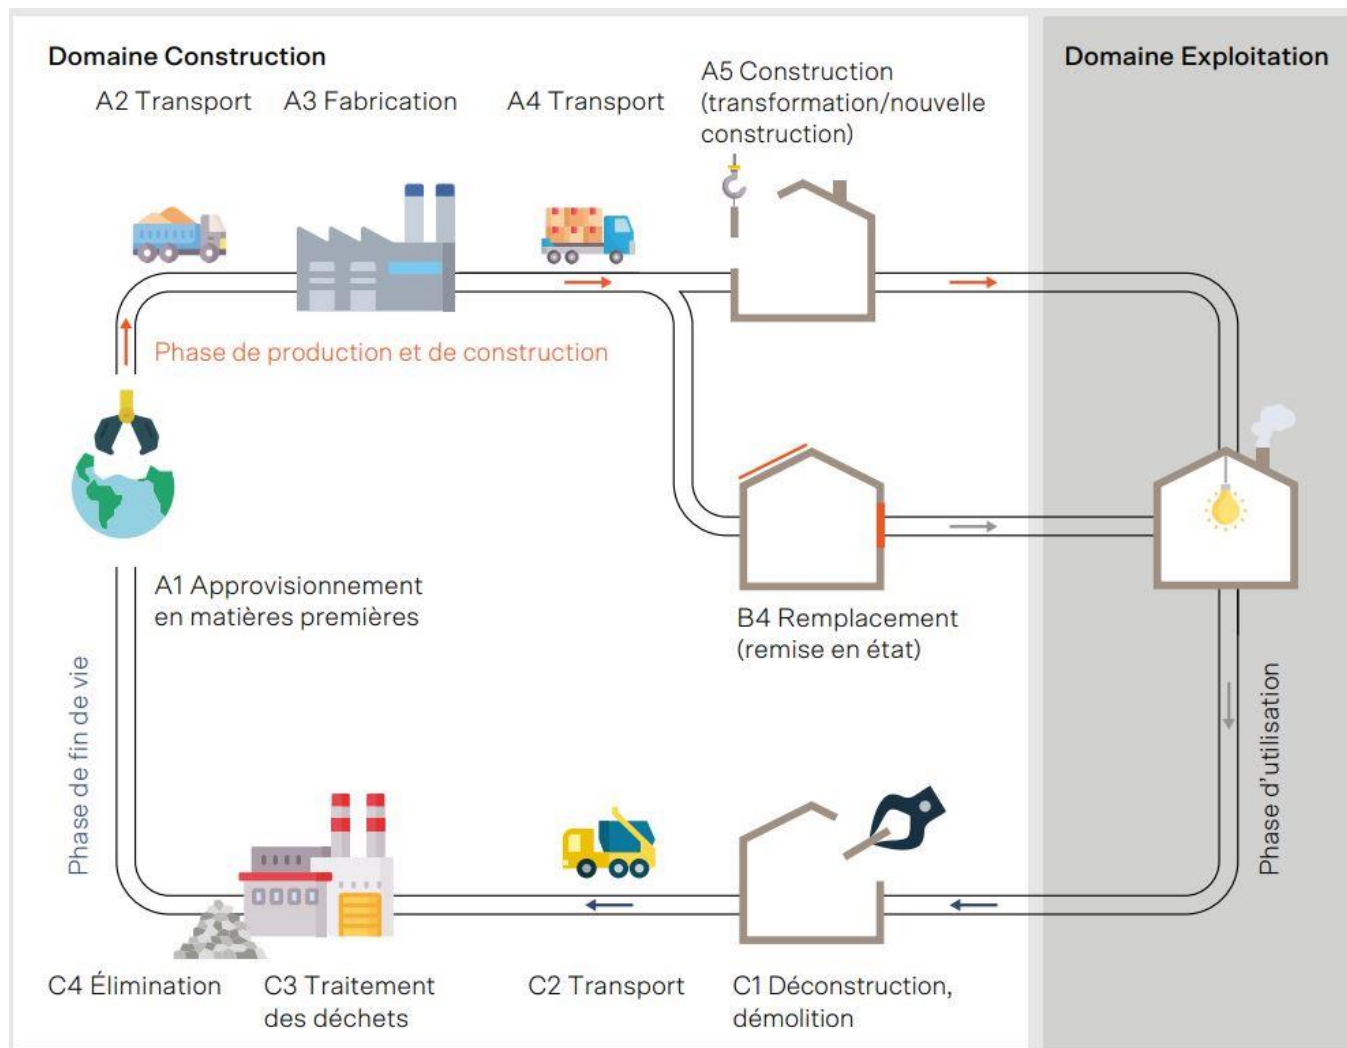 Domaine Construction
Domaine Exploitation
A2 Transport
A3 Fabrication
A4 Transport
A5 Construction
(transformation/nouvelle
construction)
Phase de production et de construction
A1 Approvisionnement
en matières premières
B4 Remplacement
(remise en état)
Phase de fin de vie
Phase d'utilisation
C4 Élimination
C3 Traitement
des déchets
C2 Transport
C1 Déconstruction,
démolition